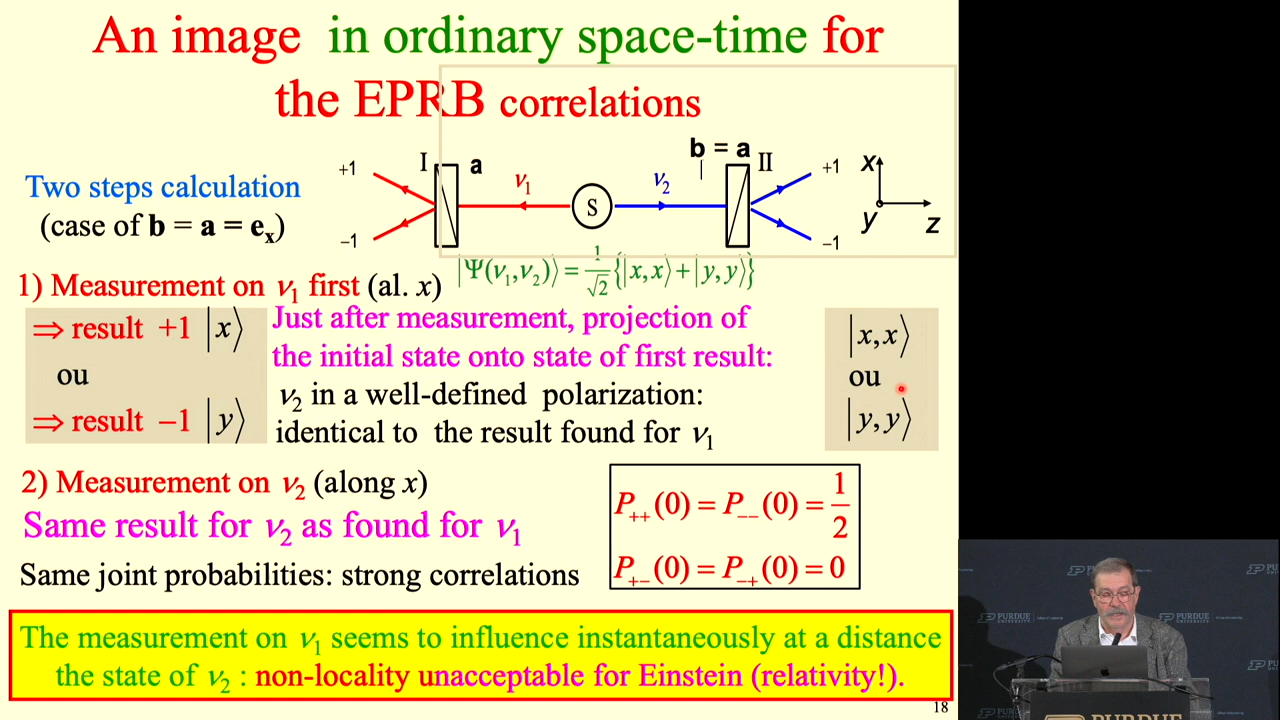 An image in ordinary space-time for
the EPRB correlations
Two steps calculation
(case of b = a = eₓ)
+1
−1
I
a
ν₁
S
ν₂
b = a
II
+1
−1
x
y
z
|Ψ(ν₁,ν₂)⟩ = 1/√2 {|x,x⟩ + |y,y⟩}
1) Measurement on ν₁ first (al. x)
⇒ result +1 |x⟩
ou
⇒ result −1 |y⟩
Just after measurement, projection of
the initial state onto state of first result:
ν₂ in a well-defined polarization:
identical to the result found for ν₁
|x,x⟩
ou
|y,y⟩
2) Measurement on ν₂ (along x)
Same result for ν₂ as found for ν₁
Same joint probabilities: strong correlations
P₊₊(0) = P₋₋(0) = 1/2
P₊₋(0) = P₋₊(0) = 0
The measurement on ν₁ seems to influence instantaneously at a distance
the state of ν₂ : non-locality unacceptable for Einstein (relativity!).
18
PURDUE
UNIVERSITY
PURDUE
UNIVERSITY
PURDUE